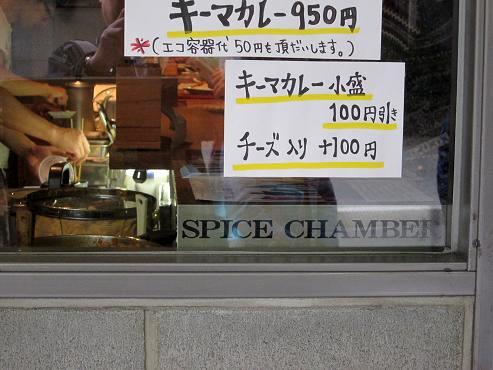 キーマカレー950円
*(エコ容器代50円も頂だいします。)
キーマカレー小盛
100円引き
チーズ入り +100円
SPICE CHAMBER